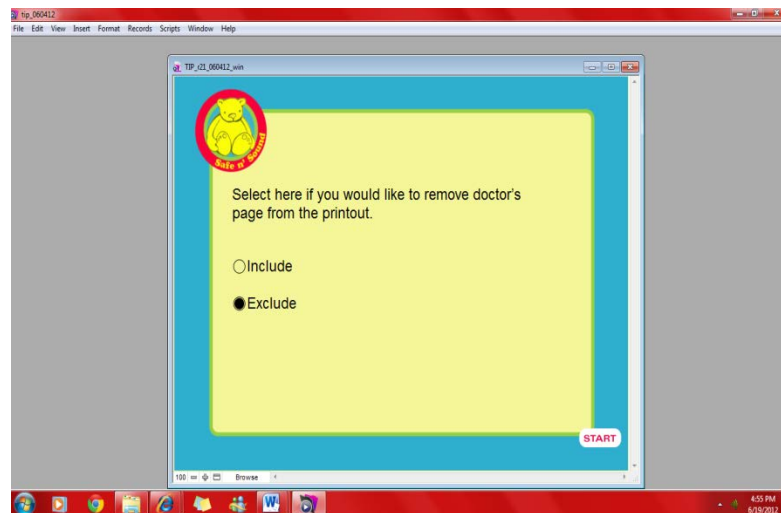 tip_060412
File Edit View Insert Format Records Scripts Window Help
TIP_r21_060412_win
Safe n' Sound
Select here if you would like to remove doctor's
page from the printout.
Include
Exclude
START
100 Browse
4:55 PM
6/19/2012